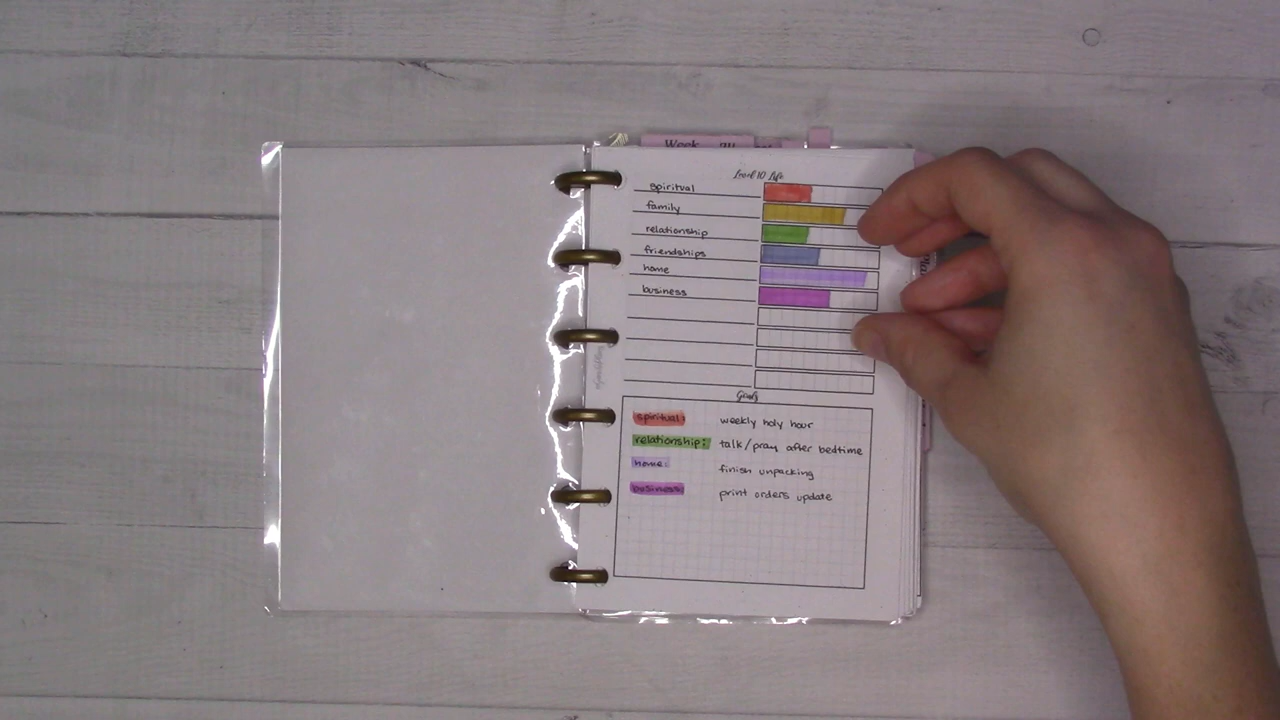 Week
Level 10 Life
spiritual
family
relationship
friendships
home
business
Goals
spiritual: weekly holy hour
relationship: talk/pray after bedtime
home: finish unpacking
business: print orders update